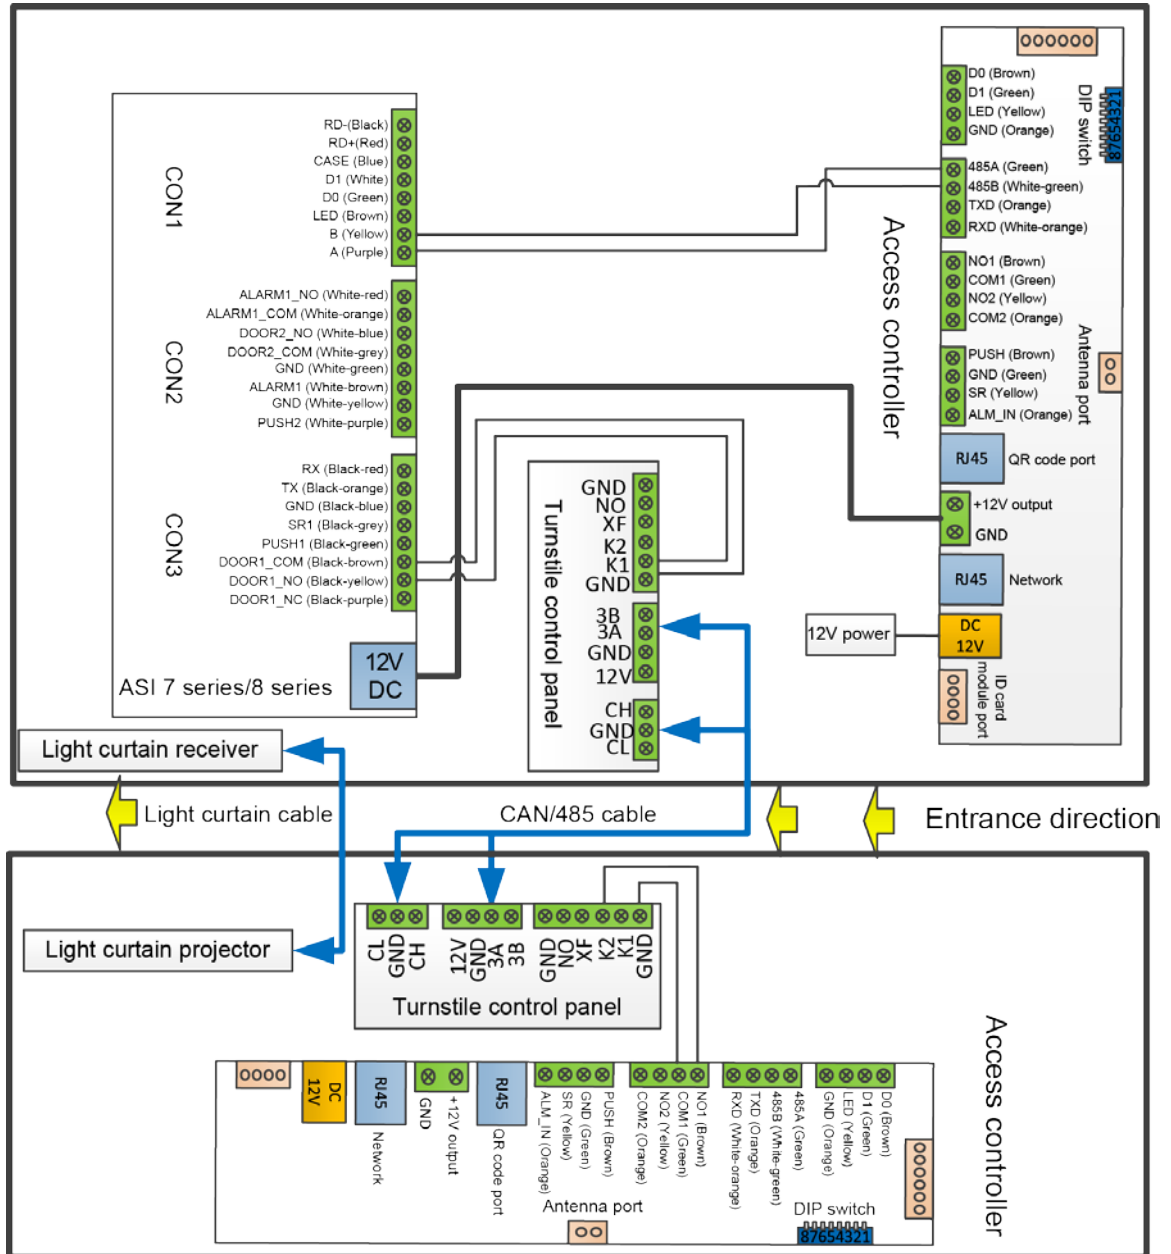 CON1
RD-(Black)
RD+(Red)
CASE (Blue)
D1 (White)
D0 (Green)
LED (Brown)
B (Yellow)
A (Purple)
CON2
ALARM1_NO (White-red)
ALARM1_COM (White-orange)
DOOR2_NO (White-blue)
DOOR2_COM (White-grey)
GND (White-green)
ALARM1 (White-brown)
GND (White-yellow)
PUSH2 (White-purple)
CON3
RX (Black-red)
TX (Black-orange)
GND (Black-blue)
SR1 (Black-grey)
PUSH1 (Black-green)
DOOR1_COM (Black-brown)
DOOR1_NO (Black-yellow)
DOOR1_NC (Black-purple)
12V
DC
ASI 7 series/8 series
Turnstile control panel
GND
NO
XF
K2
K1
GND
3B
3A
GND
12V
CH
GND
CL
Access controller
D0 (Brown)
D1 (Green)
LED (Yellow)
GND (Orange)
DIP switch
87654321
485A (Green)
485B (White-green)
TXD (Orange)
RXD (White-orange)
NO1 (Brown)
COM1 (Green)
NO2 (Yellow)
COM2 (Orange)
PUSH (Brown)
GND (Green)
SR (Yellow)
ALM_IN (Orange)
Antenna port
RJ45
QR code port
+12V output
GND
RJ45
Network
12V power
DC
12V
ID card
module port
Light curtain receiver
Light curtain cable
CAN/485 cable
Entrance direction
Light curtain projector
CL
GND
CH
12V
GND
3A
3B
GND
NO
XF
K2
K1
GND
Turnstile control panel
Access controller
DC
12V
RJ45
Network
GND
+12V output
RJ45
QR code port
ALM_IN (Orange)
SR (Yellow)
GND (Green)
PUSH (Brown)
COM2 (Orange)
NO2 (Yellow)
COM1 (Green)
NO1 (Brown)
RXD (White-orange)
TXD (Orange)
485B (White-green)
485A (Green)
GND (Orange)
LED (Yellow)
D1 (Green)
D0 (Brown)
Antenna port
DIP switch
87654321